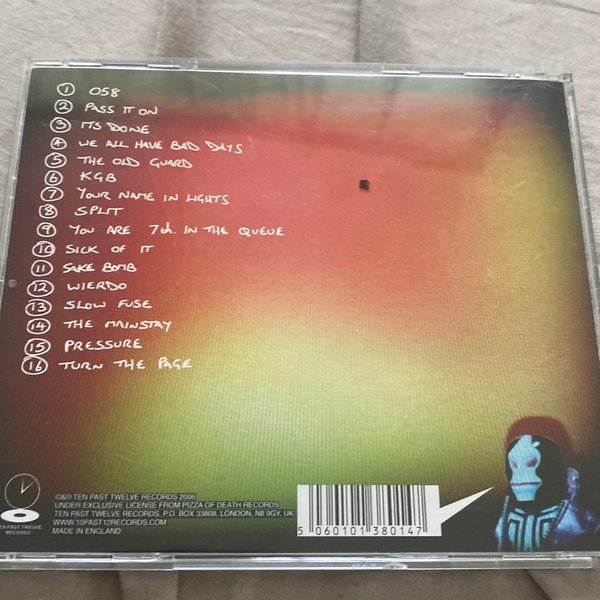 1 058
2 PASS IT ON
3 ITS DONE
4 WE ALL HAVE BAD DAYS
5 THE OLD GUARD
6 KGB
7 YOUR NAME IN LIGHTS
8 SPLIT
9 YOU ARE 7th. IN THE QUEUE
10 SICK OF IT
11 SAKE BOMB
12 WIERDO
13 SLOW FUSE
14 THE MAINSTAY
15 PRESSURE
16 TURN THE PAGE
TEN PAST TWELVE
RECORDS
©&℗ TEN PAST TWELVE RECORDS 2006
UNDER EXCLUSIVE LICENSE FROM PIZZA OF DEATH RECORDS.
TEN PAST TWELVE RECORDS, P.O. BOX 33808, LONDON, N8 9GY. UK
WWW.10PAST12RECORDS.COM
MADE IN ENGLAND
5 060101 380147